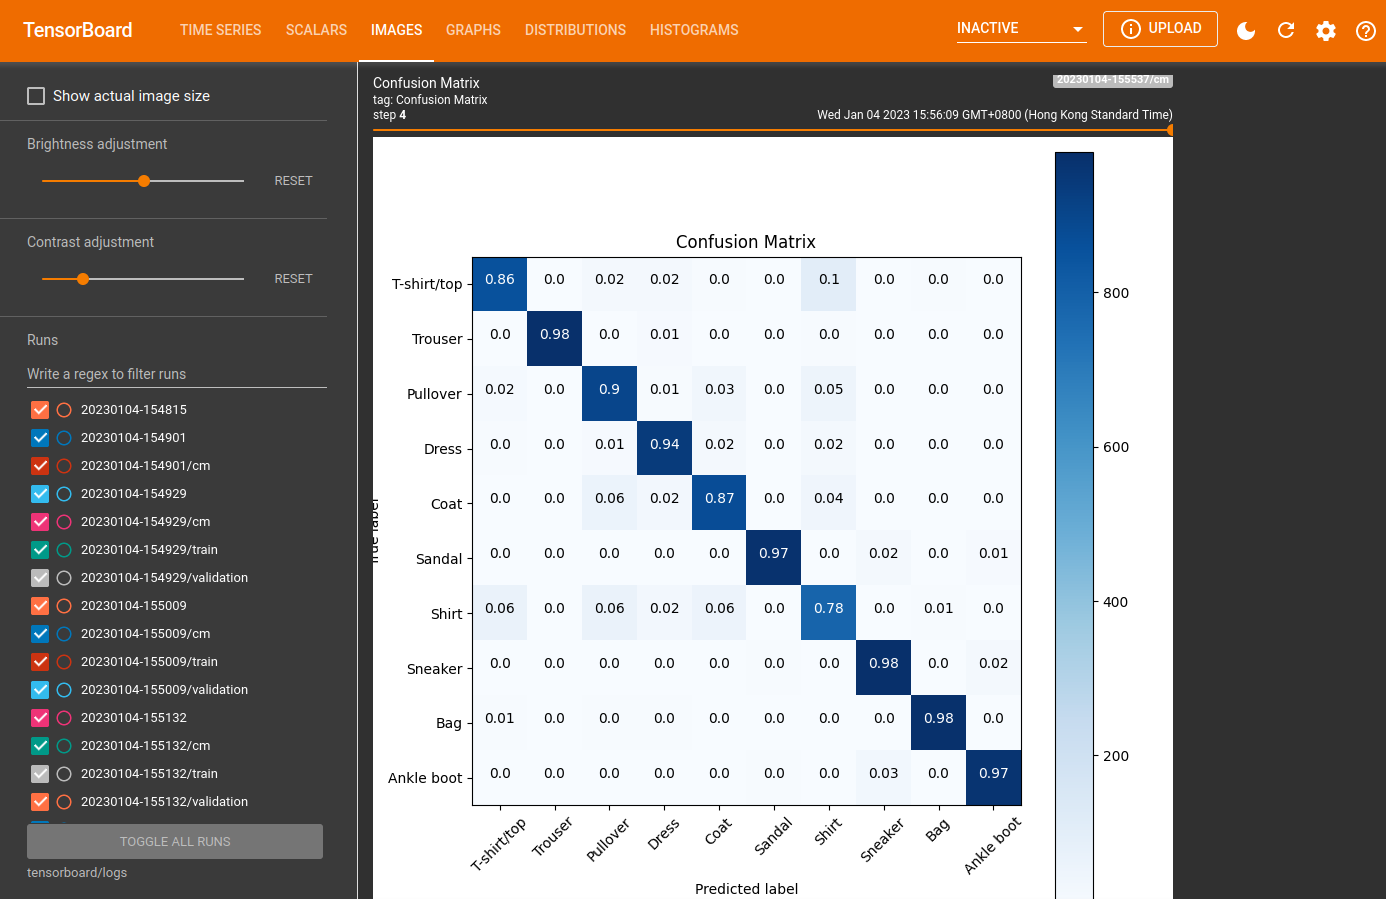 TensorBoard
TIME SERIES
SCALARS
IMAGES
GRAPHS
DISTRIBUTIONS
HISTOGRAMS
INACTIVE
UPLOAD
Show actual image size
Brightness adjustment
RESET
Contrast adjustment
RESET
Runs
Write a regex to filter runs
20230104-154815
20230104-154901
20230104-154901/cm
20230104-154929
20230104-154929/cm
20230104-154929/train
20230104-154929/validation
20230104-155009
20230104-155009/cm
20230104-155009/train
20230104-155009/validation
20230104-155132
20230104-155132/cm
20230104-155132/train
20230104-155132/validation
TOGGLE ALL RUNS
tensorboard/logs
Confusion Matrix
20230104-155537/cm
tag: Confusion Matrix
step 4
Wed Jan 04 2023 15:56:09 GMT+0800 (Hong Kong Standard Time)
Confusion Matrix
T-shirt/top 0.86 0.0 0.02 0.02 0.0 0.0 0.1 0.0 0.0 0.0
Trouser 0.0 0.98 0.0 0.01 0.0 0.0 0.0 0.0 0.0 0.0
Pullover 0.02 0.0 0.9 0.01 0.03 0.0 0.05 0.0 0.0 0.0
Dress 0.0 0.0 0.01 0.94 0.02 0.0 0.02 0.0 0.0 0.0
Coat 0.0 0.0 0.06 0.02 0.87 0.0 0.04 0.0 0.0 0.0
Sandal 0.0 0.0 0.0 0.0 0.0 0.97 0.0 0.02 0.0 0.01
Shirt 0.06 0.0 0.06 0.02 0.06 0.0 0.78 0.0 0.01 0.0
Sneaker 0.0 0.0 0.0 0.0 0.0 0.0 0.0 0.98 0.0 0.02
Bag 0.01 0.0 0.0 0.0 0.0 0.0 0.0 0.0 0.98 0.0
Ankle boot 0.0 0.0 0.0 0.0 0.0 0.0 0.0 0.03 0.0 0.97
T-shirt/top Trouser Pullover Dress Coat Sandal Shirt Sneaker Bag Ankle boot
Predicted label
True label
800
600
400
200